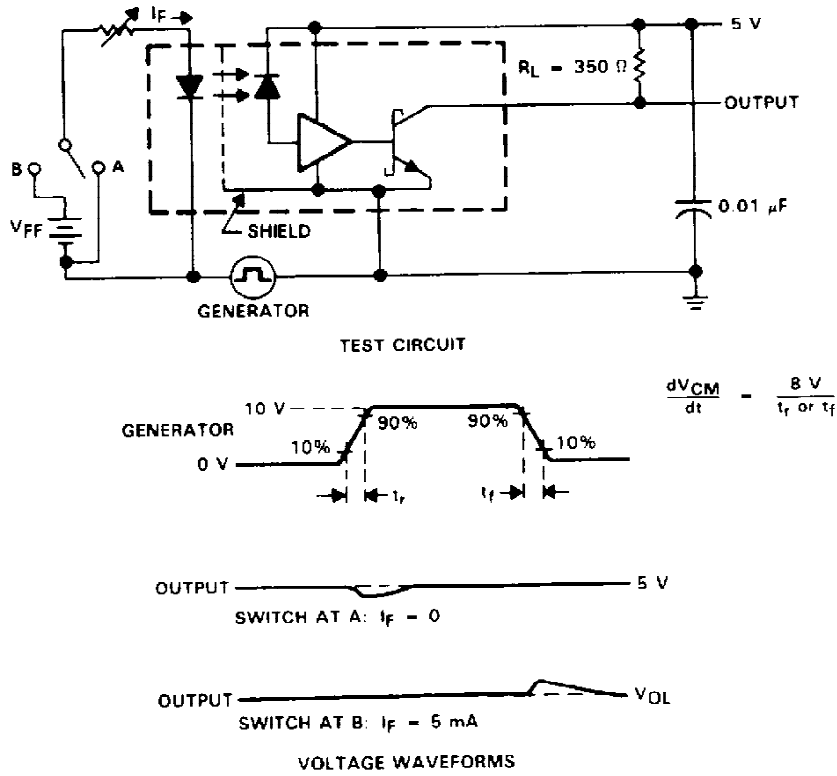 IF
5 V
RL = 350 Ω
OUTPUT
B
A
VFF
0.01 μF
SHIELD
GENERATOR
TEST CIRCUIT
dVCM/dt = 8 V/tr or tf
10 V
GENERATOR
90%
90%
10%
10%
0 V
tr
tf
OUTPUT
5 V
SWITCH AT A: IF = 0
OUTPUT
VOL
SWITCH AT B: IF = 5 mA
VOLTAGE WAVEFORMS